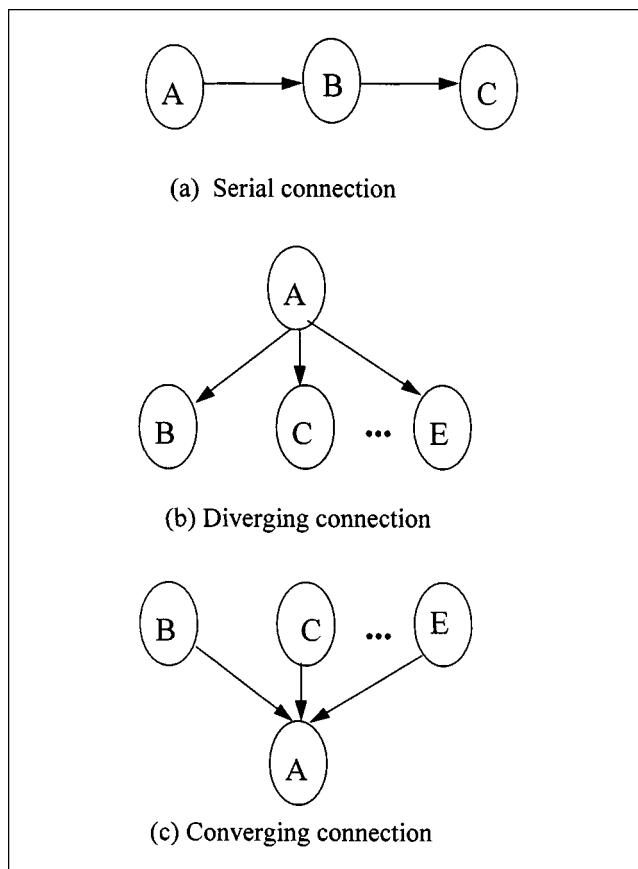 A B C
(a) Serial connection
A
B C ... E
(b) Diverging connection
B C ... E
A
(c) Converging connection